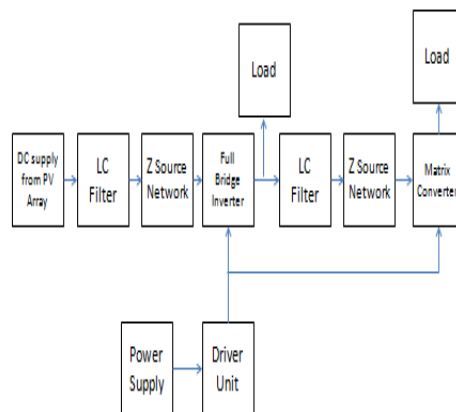 Load
Load
DC supply
from PV
Array
LC
Filter
Z Source
Network
Full
Bridge
Inverter
LC
Filter
Z Source
Network
Matrix
Converter
Power
Supply
Driver
Unit